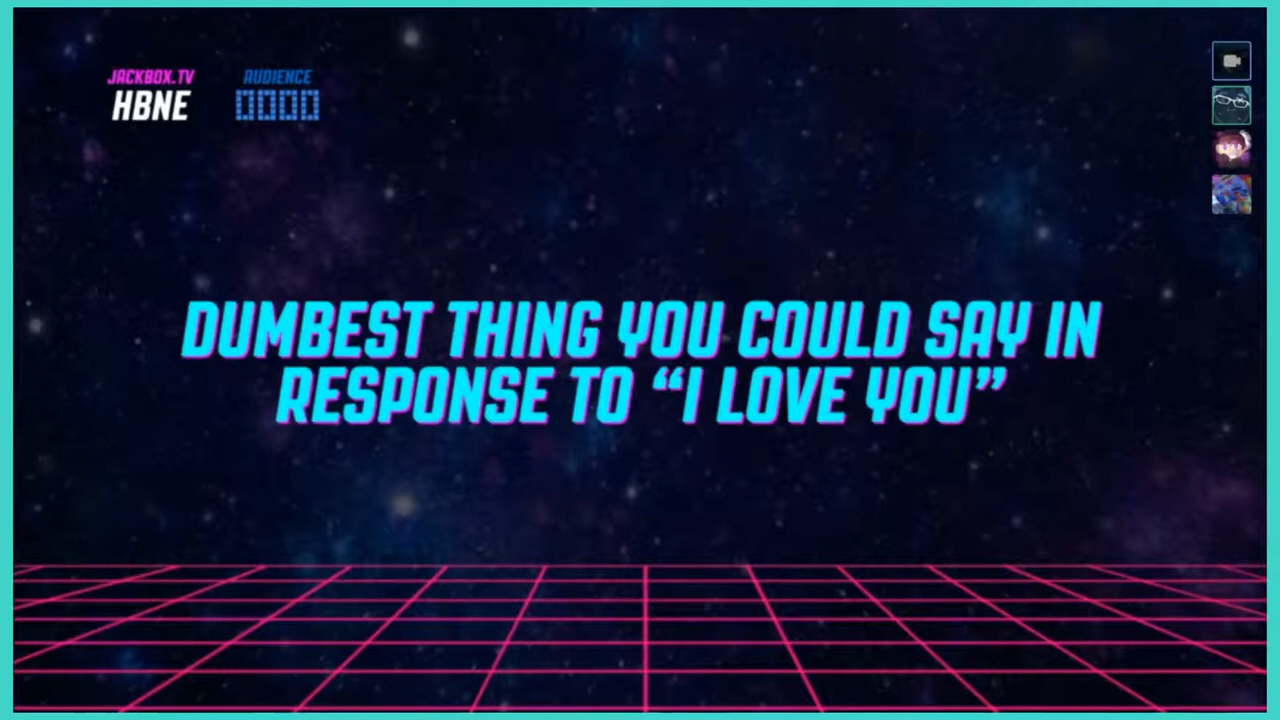 JACKBOX.TV
HBNE
AUDIENCE
0000
DUMBEST THING YOU COULD SAY IN
RESPONSE TO “I LOVE YOU”